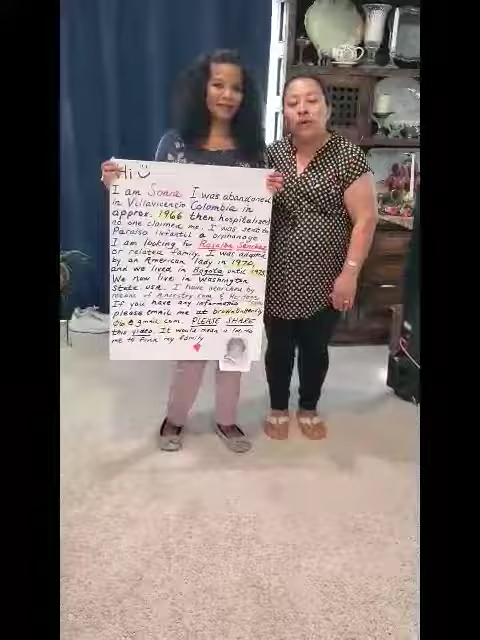 Hi
I am Sonia I was abandoned
in Villavicencio Colombia in
approx. 1966 then hospitalized
no one claimed me. I was sent to
Paraiso Infantil a orphanage.
I am looking for Rosalba Sanchez
or related family. I was adopted
by an American lady in 1970,
and we lived in Bogota until 1975
We now live in Washington
State usa. I have searched by
means of Ancestry.com &
If you have any information
please email me at
@gmail.com. PLEASE SHARE
this video. It would mean a lot to
me to find my family